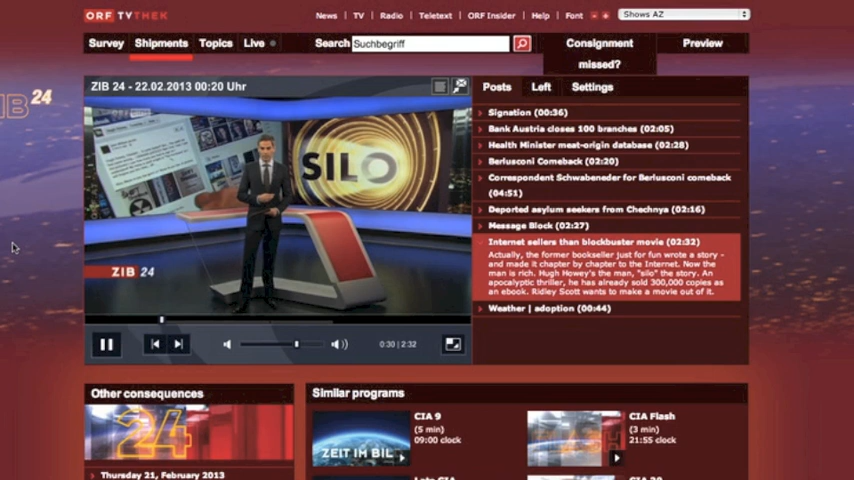 ORF TVTHEK
News | TV | Radio | Teletext | ORF Insider | Help | Font
Shows AZ
Survey Shipments Topics Live
Search Suchbegriff
Consignment
missed?
Preview
24
ZIB 24 - 22.02.2013 00:20 Uhr
Posts Left Settings
Signation (00:36)
Bank Austria closes 100 branches (02:05)
Health Minister meat-origin database (02:28)
Berlusconi Comeback (02:20)
Correspondent Schwabeneder for Berlusconi comeback
(04:51)
Deported asylum seekers from Chechnya (02:16)
Message Block (02:27)
Internet sellers than blockbuster movie (02:32)
Actually, the former bookseller just for fun wrote a story -
and made it chapter by chapter to the Internet. Now the
man is rich. Hugh Howey's the man, "silo" the story. An
apocalyptic thriller, he has already sold 300,000 copies as
an ebook. Ridley Scott wants to make a movie out of it.
Weather | adoption (00:44)
SILO
ZIB 24
0:30 | 2:32
Other consequences
24
Thursday 21, February 2013
Similar programs
ZEIT IM BIL
CIA 9
(5 min)
09:00 clock
CIA Flash
(3 min)
21:55 clock